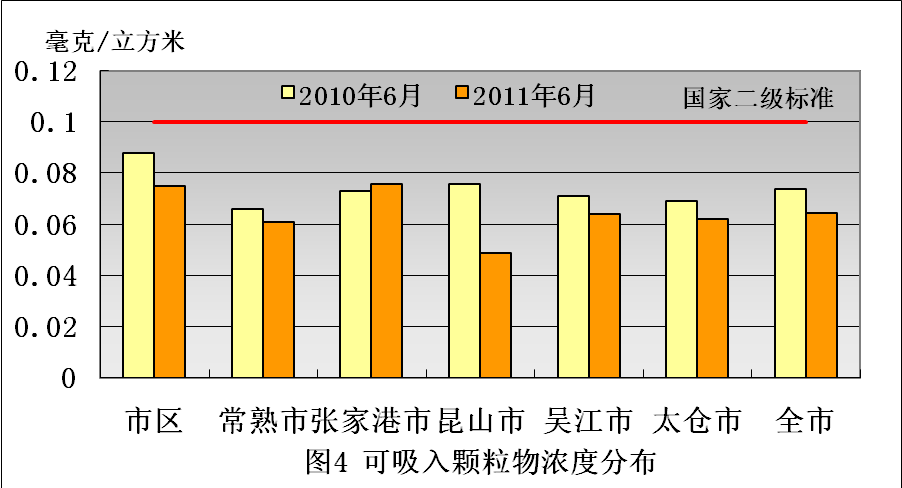 毫克/立方米
0.12
2010年6月 2011年6月 国家二级标准
0.1
0.08
0.06
0.04
0.02
0
市区 常熟市 张家港市 昆山市 吴江市 太仓市 全市
图4 可吸入颗粒物浓度分布